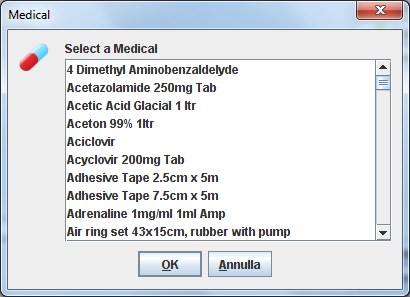 Medical
Select a Medical
4 Dimethyl Aminobenzaldelyde
Acetazolamide 250mg Tab
Acetic Acid Glacial 1 ltr
Aceton 99% 1ltr
Aciclovir
Acyclovir 200mg Tab
Adhesive Tape 2.5cm x 5m
Adhesive Tape 7.5cm x 5m
Adrenaline 1mg/ml 1ml Amp
Air ring set 43x15cm, rubber with pump
OK
Annulla